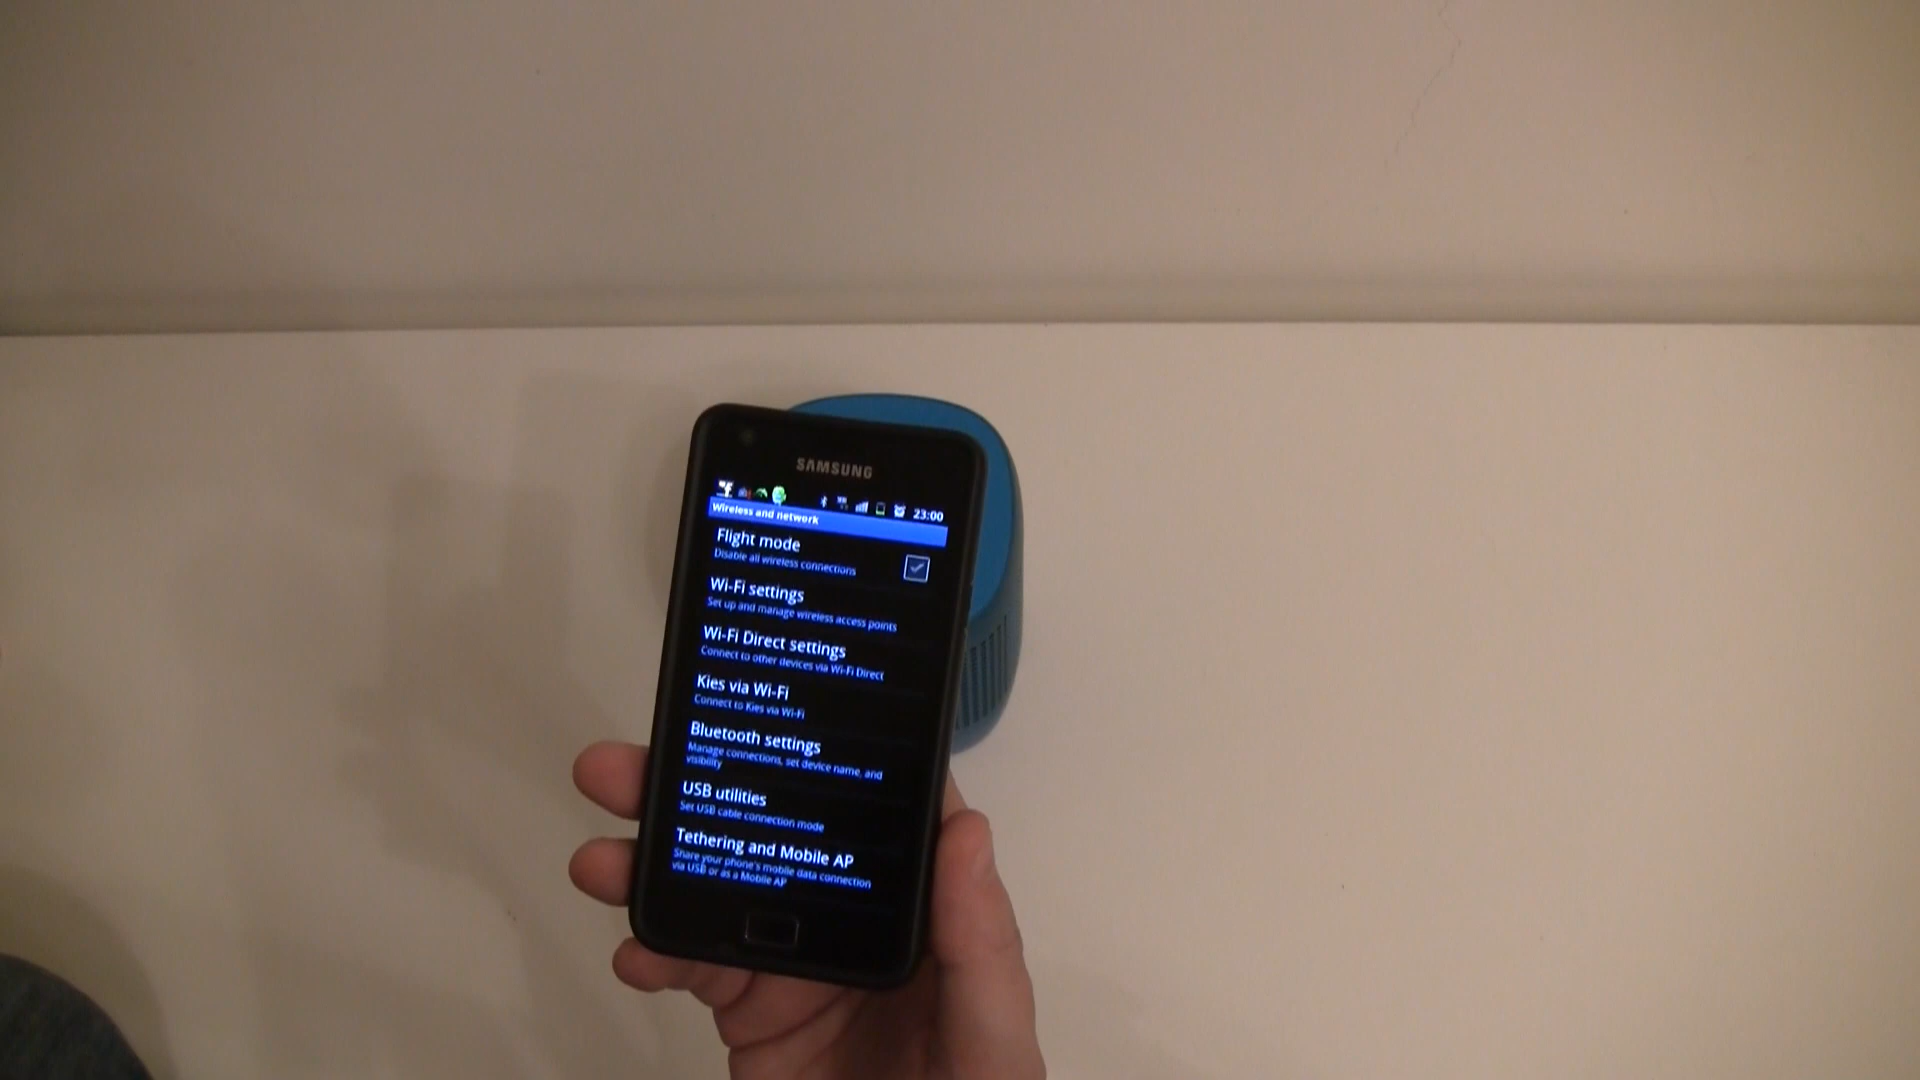 SAMSUNG
23:00
Wireless and network
Flight mode
Disable all wireless connections
Wi-Fi settings
Set up and manage wireless access points
Wi-Fi Direct settings
Connect to other devices via Wi-Fi Direct
Kies via Wi-Fi
Connect to Kies via Wi-Fi
Bluetooth settings
Manage connections, set device name, and
visibility
USB utilities
Set USB cable connection mode
Tethering and Mobile AP
Share your phone's mobile data connection
via USB or as a Mobile AP